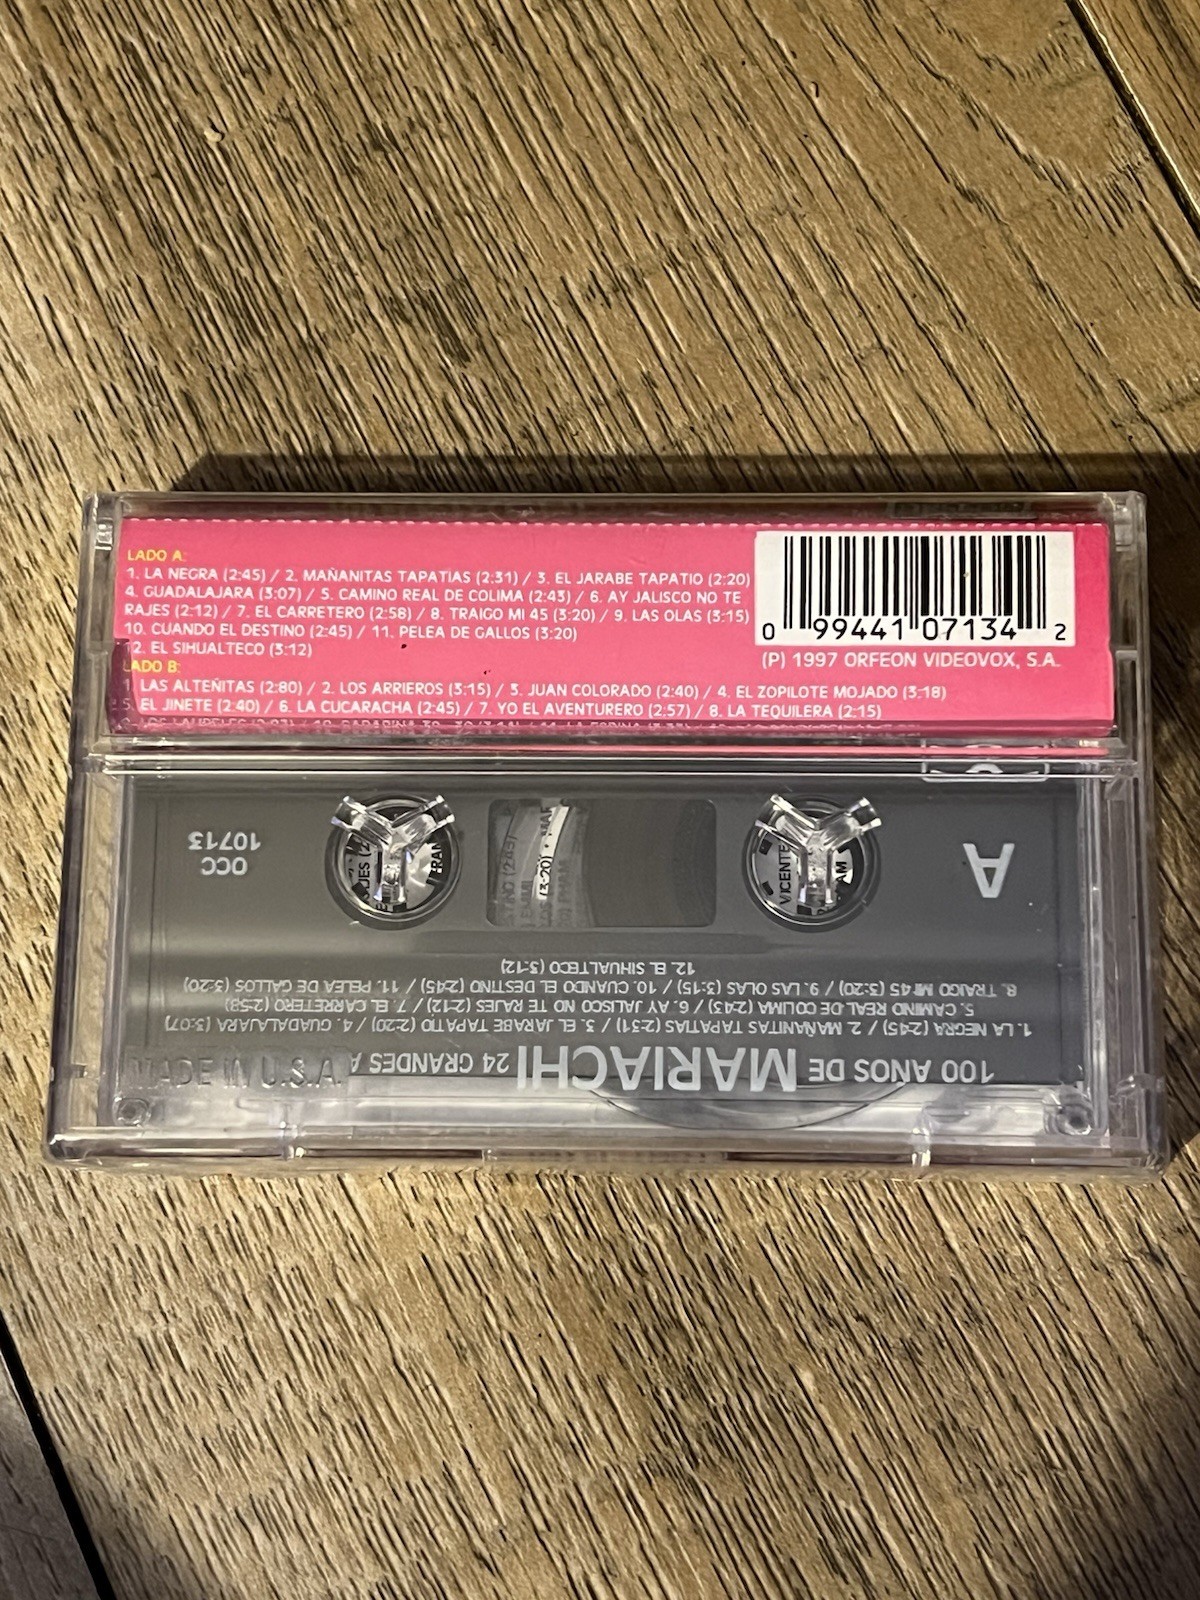 LADO A:
1. LA NEGRA (2:45) / 2. MAÑANITAS TAPATIAS (2:31) / 3. EL JARABE TAPATIO (2:20)
4. GUADALAJARA (3:07) / 5. CAMINO REAL DE COLIMA (2:43) / 6. AY JALISCO NO TE
RAJES (2:12) / 7. EL CARRETERO (2:58) / 8. TRAIGO MI 45 (3:20) / 9. LAS OLAS (3:15)
10. CUANDO EL DESTINO (2:45) / 11. PELEA DE GALLOS (3:20)
12. EL SIHUALTECO (3:12)
LADO B:
1. LAS ALTEÑITAS (2:80) / 2. LOS ARRIEROS (3:15) / 3. JUAN COLORADO (2:40) / 4. EL ZOPILOTE MOJADO (3:18)
5. EL JINETE (2:40) / 6. LA CUCARACHA (2:45) / 7. YO EL AVENTURERO (2:57) / 8. LA TEQUILERA (2:15)
0 99441 07134 2
(P) 1997 ORFEON VIDEOVOX, S.A.
100 AÑOS DE MARIACHI 24 GRANDES
MADE IN U.S.A.
1. LA NEGRA (2:45) / 2. MAÑANITAS TAPATIAS (2:31) / 3. EL JARABE TAPATIO (2:20) / 4. GUADALAJARA (3:07)
5. CAMINO REAL DE COLIMA (2:43) / 6. AY JALISCO NO TE RAJES (2:12) / 7. EL CARRETERO (2:58)
8. TRAIGO MI 45 (3:20) / 9. LAS OLAS (3:15) / 10. CUANDO EL DESTINO (2:45) / 11. PELEA DE GALLOS (3:20)
12. EL SIHUALTECO (3:12)
A
OCC
10713
VICENTE